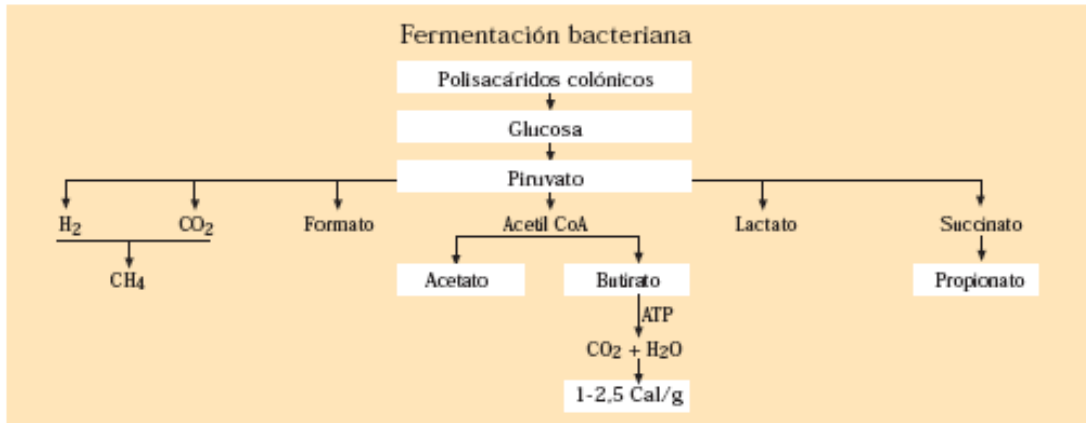 Fermentación bacteriana
Polisacáridos colónicos
Glucosa
Piruvato
H2 CO2 Formato Acetil CoA Lactato Succinato
CH4 Acetato Butirato Propionato
ATP
CO2 + H2O
1-2,5 Cal/g